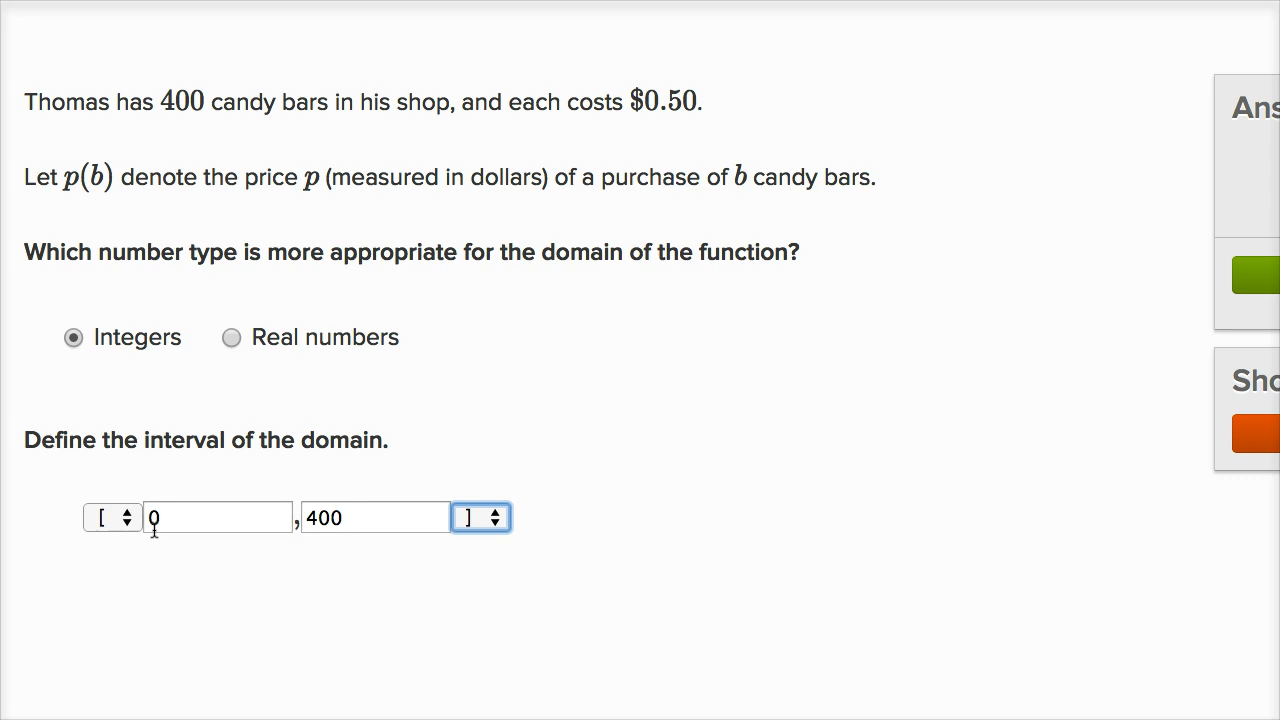 Thomas has 400 candy bars in his shop, and each costs $0.50.
Let p(b) denote the price p (measured in dollars) of a purchase of b candy bars.
Which number type is more appropriate for the domain of the function?
Integers Real numbers
Define the interval of the domain.
[ 0 , 400 ]
Ans
Sho